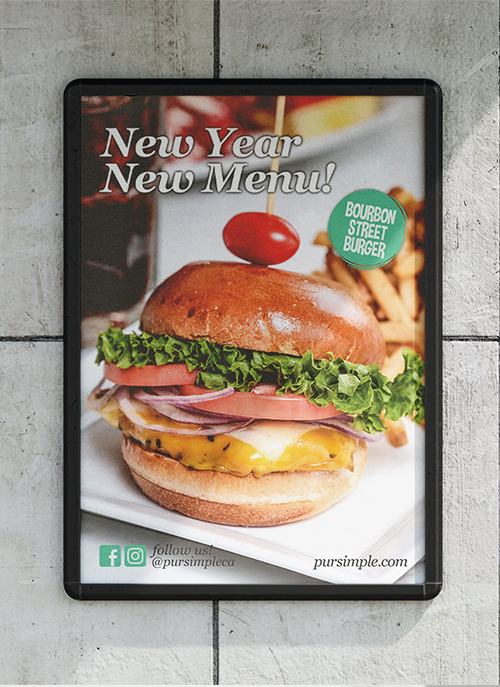 New Year
New Menu!
BOURBON
STREET
BURGER
follow us!
@pursimpleca
pursimple.com